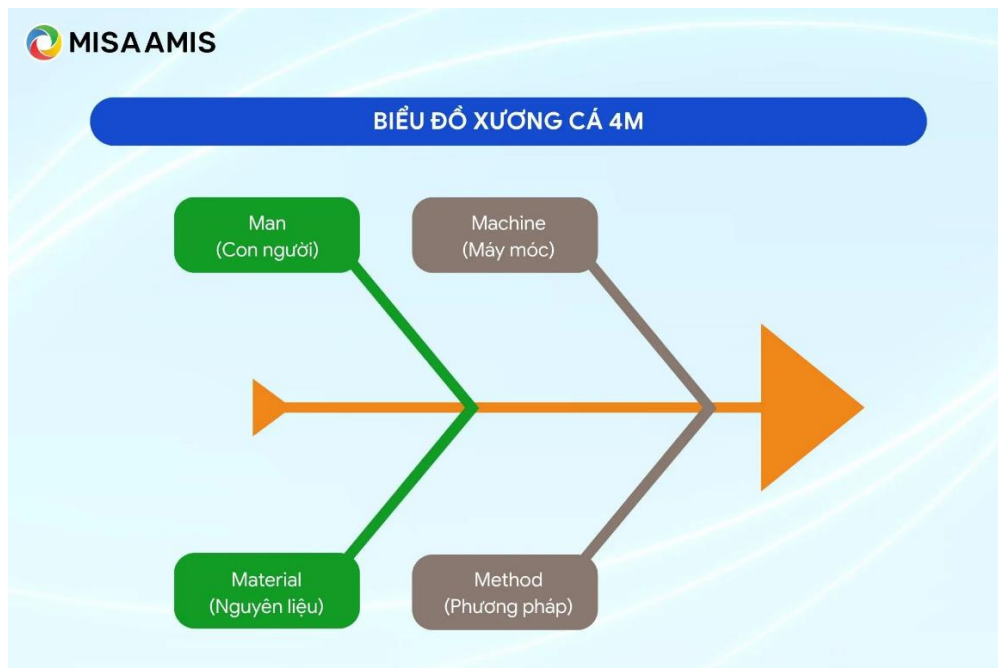 MISA AMIS
BIỂU ĐỒ XƯƠNG CÁ 4M
Man
(Con người)
Machine
(Máy móc)
Material
(Nguyên liệu)
Method
(Phương pháp)